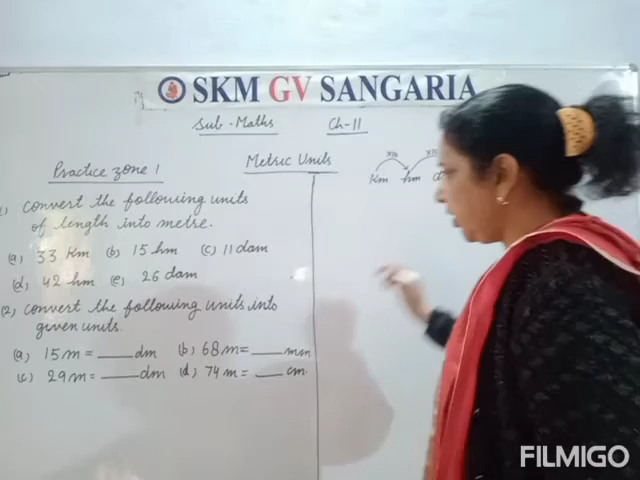 SKM GV SANGARIA
Sub - Maths Ch-11
Metric Units
Practice Zone 1
1) Convert the following units
of length into metre.
(a) 33 Km (b) 15 hm (c) 11 dam
(d) 42 hm (e) 26 dam
(2) Convert the following units into
given units.
(a) 15 m = ____ dm (b) 68 m = ____ mm
(c) 29 m = ____ dm (d) 74 m = ____ cm.
x10 x10
Km hm d
FILMIGO